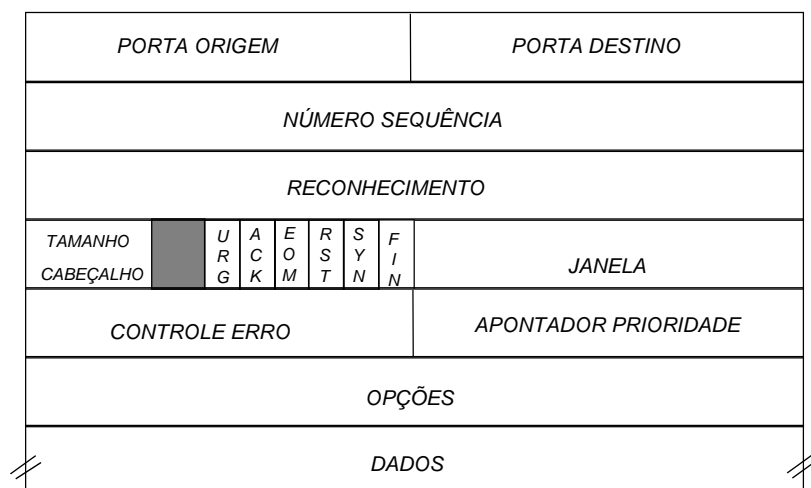 PORTA ORIGEM PORTA DESTINO
NÚMERO SEQUÊNCIA
RECONHECIMENTO
TAMANHO CABEÇALHO URG ACK EOM RST SYN FIN JANELA
CONTROLE ERRO APONTADOR PRIORIDADE
OPÇÕES
DADOS